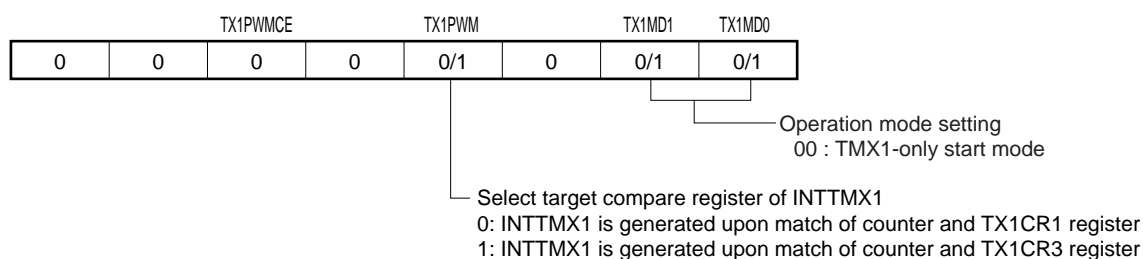 TX1PWMCE TX1PWM TX1MD1 TX1MD0
0 0 0 0 0/1 0 0/1 0/1
Operation mode setting
00 : TMX1-only start mode
Select target compare register of INTTMX1
0: INTTMX1 is generated upon match of counter and TX1CR1 register
1: INTTMX1 is generated upon match of counter and TX1CR3 register